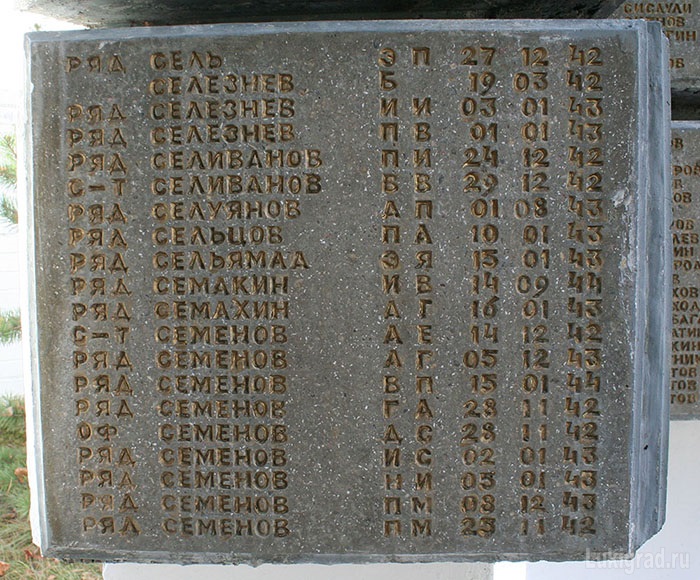 РЯД СЕЛЬ Э П 27 12 42
СЕЛЕЗНЕВ Б 19 03 42
РЯД СЕЛЕЗНЕВ И И 03 01 43
РЯД СЕЛЕЗНЕВ П В 01 01 43
РЯД СЕЛИВАНОВ П И 24 12 42
С-Т СЕЛИВАНОВ В В 29 12 42
РЯД СЕЛУЯНОВ А П 01 08 43
РЯД СЕЛЬЦОВ П А 10 01 43
РЯД СЕЛЬЯМАА Э Я 15 01 43
РЯД СЕМАКИН И В 14 09 44
РЯД СЕМАХИН А Г 16 01 43
С-Т СЕМЕНОВ А Е 14 12 42
РЯД СЕМЕНОВ А Г 05 12 43
РЯД СЕМЕНОВ В П 15 01 44
РЯД СЕМЕНОВ Г А 28 11 42
ОФ СЕМЕНОВ Д С 28 11 42
РЯД СЕМЕНОВ И С 02 01 43
РЯД СЕМЕНОВ Н И 03 01 43
РЯД СЕМЕНОВ П М 08 12 43
РЯД СЕМЕНОВ П М 25 11 42
Lukigrad.ru